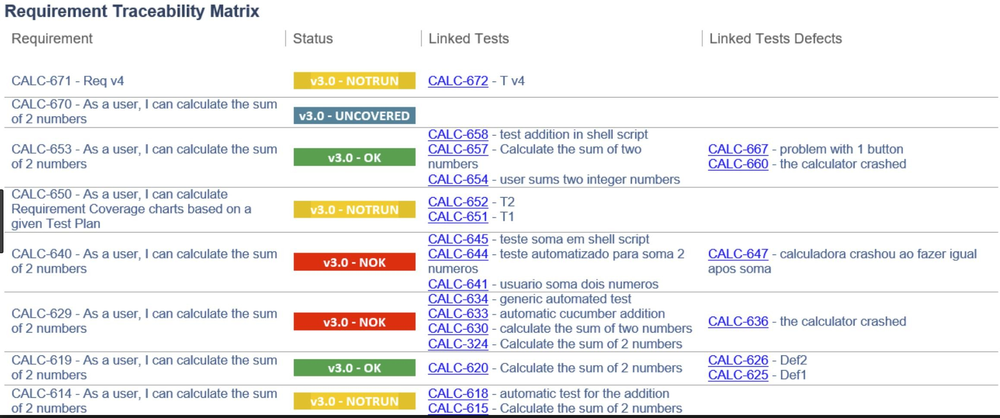 Requirement Traceability Matrix
Requirement Status Linked Tests Linked Tests Defects
CALC-671 - Req v4 v3.0 - NOTRUN CALC-672 - T v4
CALC-670 - As a user, I can calculate the sum
of 2 numbers
v3.0 - UNCOVERED
CALC-653 - As a user, I can calculate the sum
of 2 numbers
v3.0 - OK
CALC-658 - test addition in shell script
CALC-657 - Calculate the sum of two
numbers
CALC-654 - user sums two integer numbers
CALC-667 - problem with 1 button
CALC-660 - the calculator crashed
CALC-650 - As a user, I can calculate
Requirement Coverage charts based on a
given Test Plan
v3.0 - NOTRUN
CALC-652 - T2
CALC-651 - T1
CALC-640 - As a user, I can calculate the sum
of 2 numbers
v3.0 - NOK
CALC-645 - teste soma em shell script
CALC-644 - teste automatizado para soma 2
numeros
CALC-641 - usuario soma dois numeros
CALC-647 - calculadora crashou ao fazer igual
apos soma
CALC-629 - As a user, I can calculate the sum
of 2 numbers
v3.0 - NOK
CALC-634 - generic automated test
CALC-633 - automatic cucumber addition
CALC-630 - calculate the sum of two numbers
CALC-324 - Calculate the sum of 2 numbers
CALC-636 - the calculator crashed
CALC-619 - As a user, I can calculate the sum
of 2 numbers
v3.0 - OK
CALC-620 - Calculate the sum of 2 numbers
CALC-626 - Def2
CALC-625 - Def1
CALC-614 - As a user, I can calculate the sum
of 2 numbers
v3.0 - NOTRUN
CALC-618 - automatic test for the addition
CALC-615 - Calculate the sum of 2 numbers